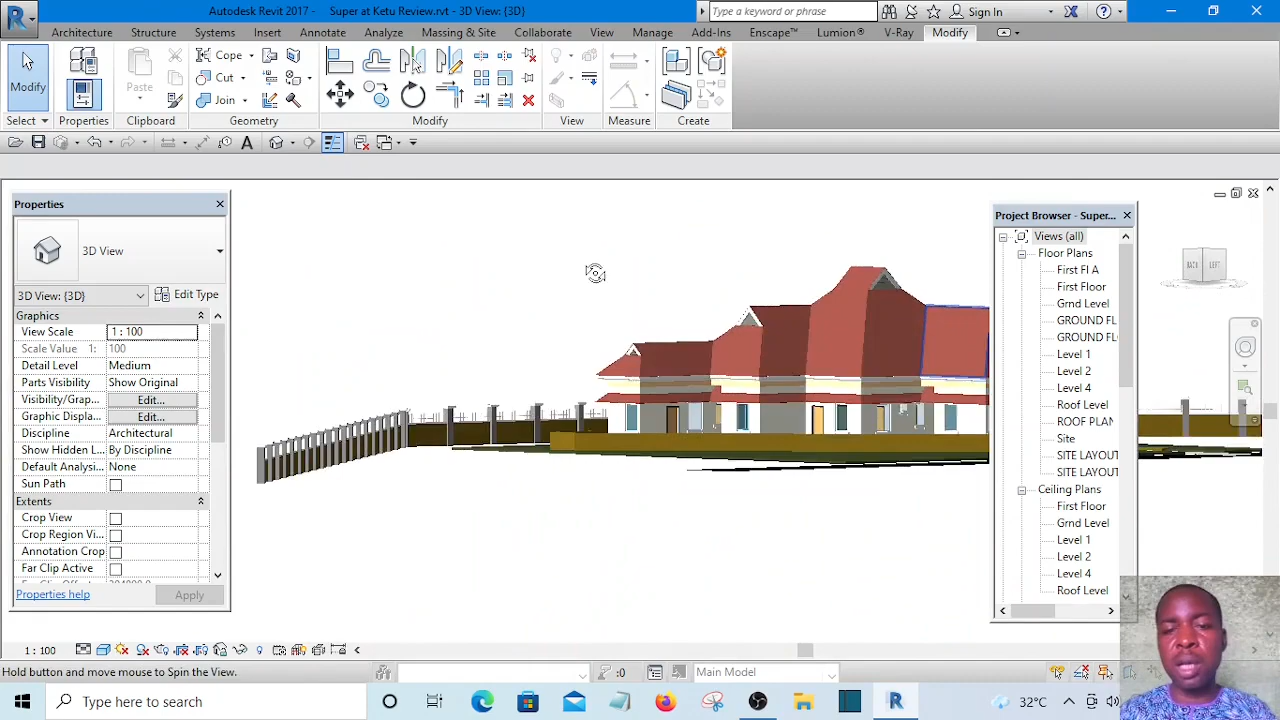 Autodesk Revit 2017 - Super at Ketu Review.rvt - 3D View: {3D}
Type a keyword or phrase
Sign In
Architecture Structure Systems Insert Annotate Analyze Massing & Site Collaborate View Manage Add-Ins Enscape™ Lumion® V-Ray Modify
Modify
Paste
Cope
Cut
Join
Select Properties Clipboard Geometry Modify View Measure Create
Properties
3D View
3D View: {3D}
Edit Type
Graphics
View Scale 1 : 100
Scale Value 1: 100
Detail Level Medium
Parts Visibility Show Original
Visibility/Grap... Edit...
Graphic Displa... Edit...
Discipline Architectural
Show Hidden L... By Discipline
Default Analysi... None
Sun Path
Extents
Crop View
Crop Region Vi...
Annotation Crop
Far Clip Active
Properties help
Apply
BACK LEFT
Project Browser - Super...
Views (all)
Floor Plans
First Fl A
First Floor
Grnd Level
GROUND FL
GROUND FL
Level 1
Level 2
Level 4
Roof Level
ROOF PLAN
Site
SITE LAYOUT
SITE LAYOUT
Ceiling Plans
First Floor
Grnd Level
Level 1
Level 2
Level 4
Roof Level
1 : 100
Hold button and move mouse to Spin the View.
:0
Main Model
Type here to search
32°C